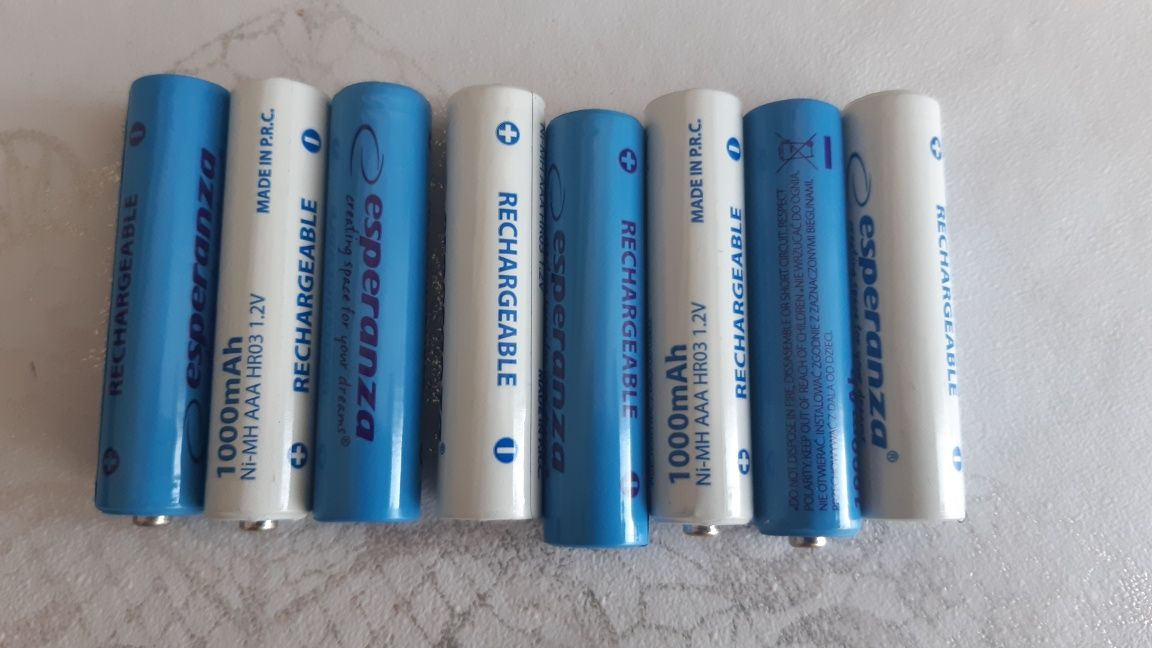 RECHARGEABLE
esperanza
1000mAh
Ni-MH AAA HR03 1.2V
MADE IN P.R.C.
RECHARGEABLE
esperanza
creating space for your dreams®
RECHARGEABLE
esperanza
RECHARGEABLE
1000mAh
Ni-MH AAA HR03 1.2V
MADE IN P.R.C.
RECHARGEABLE
DO NOT DISPOSE IN FIRE, DISASSEMBLE OR SHORT CIRCUIT. RESPECT
POLARITY. KEEP OUT OF REACH OF CHILDREN. NIE WRZUCAĆ DO OGNIA.
NIE OTWIERAĆ. INSTALOWAĆ ZGODNIE Z ZAZNACZONYMI BIEGUNAMI.
Z DALA OD DZIECI.
esperanza
®
RECHARGEABLE